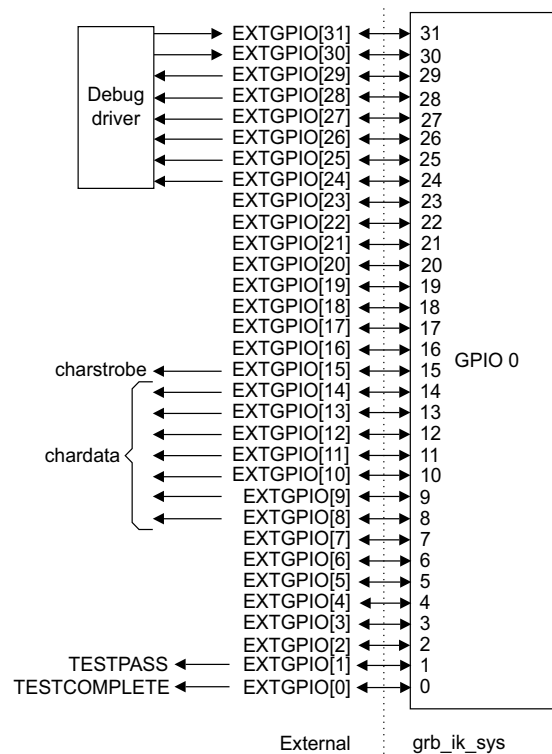 EXTGPIO[31] 31
EXTGPIO[30] 30
EXTGPIO[29] 29
Debug driver
EXTGPIO[28] 28
EXTGPIO[27] 27
EXTGPIO[26] 26
EXTGPIO[25] 25
EXTGPIO[24] 24
EXTGPIO[23] 23
EXTGPIO[22] 22
EXTGPIO[21] 21
EXTGPIO[20] 20
EXTGPIO[19] 19
EXTGPIO[18] 18
EXTGPIO[17] 17
EXTGPIO[16] 16
GPIO 0
charstrobe EXTGPIO[15] 15
EXTGPIO[14] 14
EXTGPIO[13] 13
EXTGPIO[12] 12
chardata EXTGPIO[11] 11
EXTGPIO[10] 10
EXTGPIO[9] 9
EXTGPIO[8] 8
EXTGPIO[7] 7
EXTGPIO[6] 6
EXTGPIO[5] 5
EXTGPIO[4] 4
EXTGPIO[3] 3
EXTGPIO[2] 2
TESTPASS EXTGPIO[1] 1
TESTCOMPLETE EXTGPIO[0] 0
External grb_ik_sys